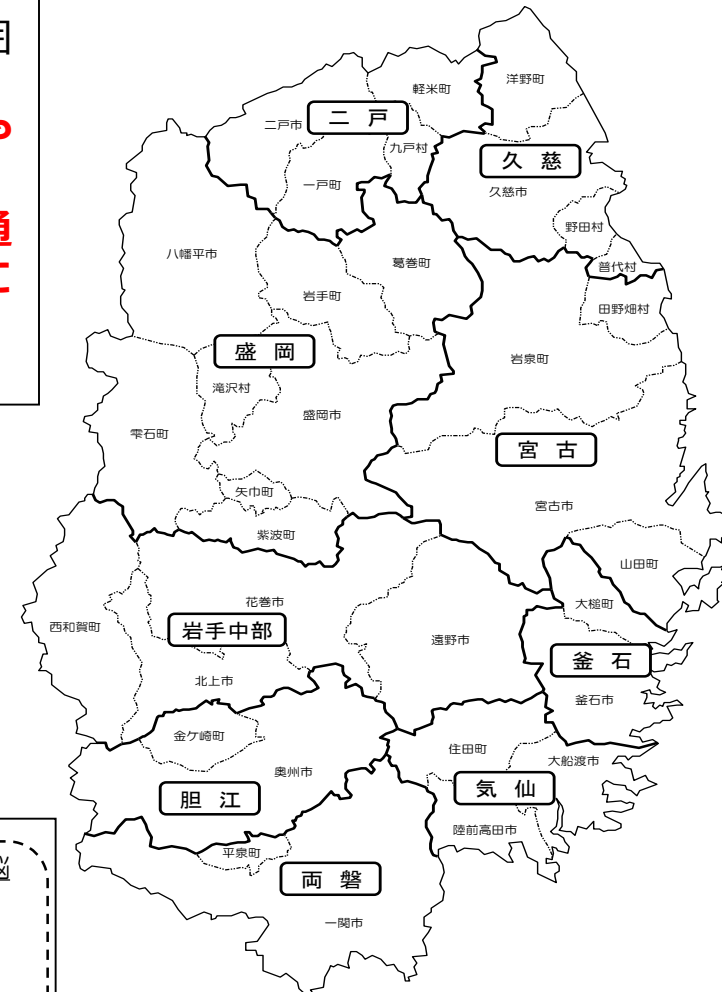 洋野町
軽米町
二戸市
二戸
九戸村
久慈
一戸町
久慈市
野田村
八幡平市
葛巻町
普代村
岩手町
田野畑村
盛岡
岩泉町
滝沢村
盛岡市
雫石町
宮古
矢巾町
宮古市
紫波町
山田町
花巻市
大槌町
西和賀町
岩手中部
遠野市
釜石
北上市
釜石市
金ケ崎町
住田町
大船渡市
奥州市
胆江
気仙
陸前高田市
平泉町
両磐
一関市